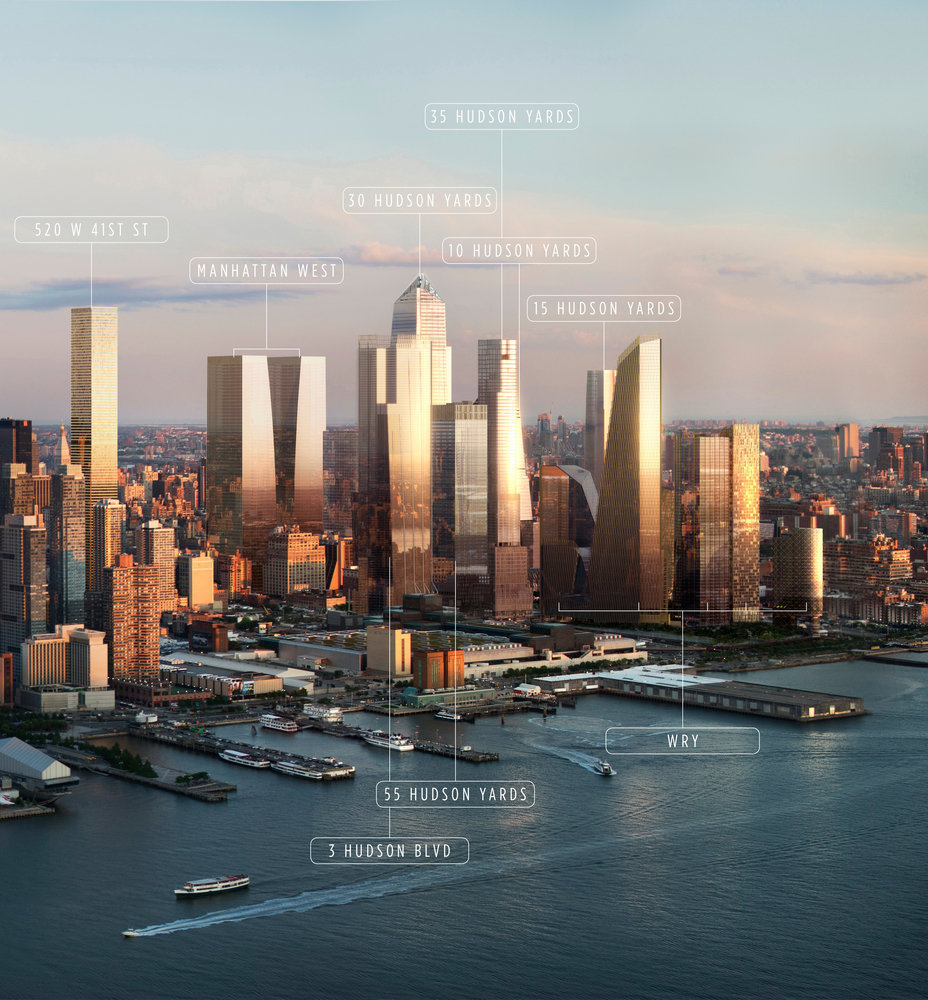 35 HUDSON YARDS
30 HUDSON YARDS
520 W 41ST ST
10 HUDSON YARDS
MANHATTAN WEST
15 HUDSON YARDS
WRY
55 HUDSON YARDS
3 HUDSON BLVD